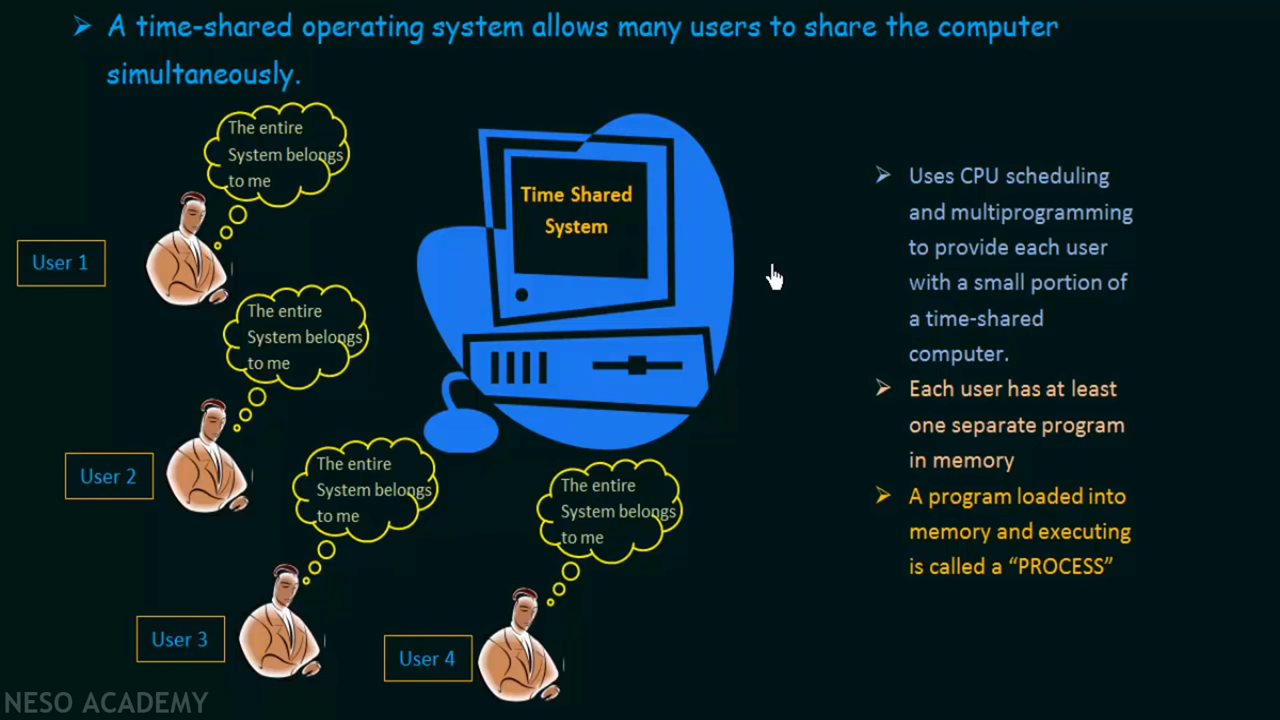 ➢ A time-shared operating system allows many users to share the computer
simultaneously.
The entire
System belongs
to me
User 1
The entire
System belongs
to me
User 2
The entire
System belongs
to me
User 3
The entire
System belongs
to me
User 4
Time Shared
System
➢ Uses CPU scheduling
and multiprogramming
to provide each user
with a small portion of
a time-shared
computer.
➢ Each user has at least
one separate program
in memory
➢ A program loaded into
memory and executing
is called a “PROCESS”
NESO ACADEMY